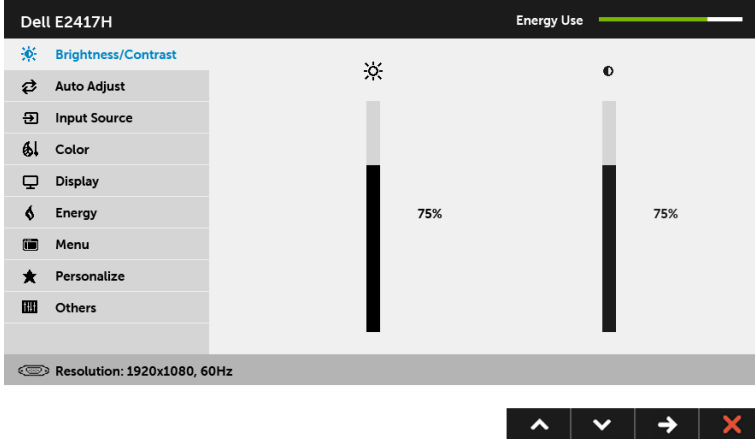 Dell E2417H
Energy Use
Brightness/Contrast
Auto Adjust
Input Source
Color
Display
Energy
Menu
Personalize
Others
75%
75%
Resolution: 1920x1080, 60Hz